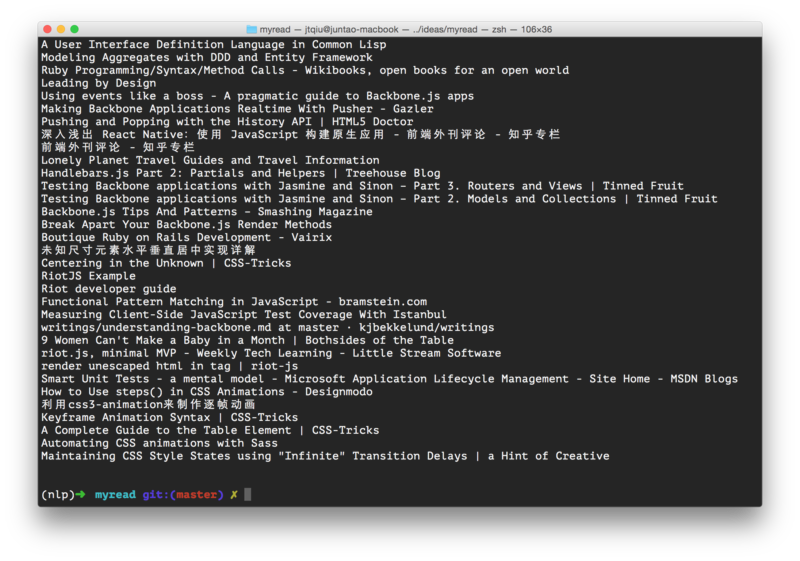 myread — jtqiu@juntao-macbook — ../ideas/myread — zsh — 106×36
A User Interface Definition Language in Common Lisp
Modeling Aggregates with DDD and Entity Framework
Ruby Programming/Syntax/Method Calls - Wikibooks, open books for an open world
Leading by Design
Using events like a boss - A pragmatic guide to Backbone.js apps
Making Backbone Applications Realtime With Pusher - Gazler
Pushing and Popping with the History API | HTML5 Doctor
深入浅出 React Native: 使用 JavaScript 构建原生应用 - 前端外刊评论 - 知乎专栏
前端外刊评论 - 知乎专栏
Lonely Planet Travel Guides and Travel Information
Handlebars.js Part 2: Partials and Helpers | Treehouse Blog
Testing Backbone applications with Jasmine and Sinon – Part 3. Routers and Views | Tinned Fruit
Testing Backbone applications with Jasmine and Sinon – Part 2. Models and Collections | Tinned Fruit
Backbone.js Tips And Patterns – Smashing Magazine
Break Apart Your Backbone.js Render Methods
Boutique Ruby on Rails Development - Vairix
未知尺寸元素水平垂直居中实现详解
Centering in the Unknown | CSS-Tricks
RiotJS Example
Riot developer guide
Functional Pattern Matching in JavaScript - bramstein.com
Measuring Client-Side JavaScript Test Coverage With Istanbul
writings/understanding-backbone.md at master · kjbekkelund/writings
9 Women Can't Make a Baby in a Month | Bothsides of the Table
riot.js, minimal MVP - Weekly Tech Learning - Little Stream Software
render unescaped html in tag | riot-js
Smart Unit Tests - a mental model - Microsoft Application Lifecycle Management - Site Home - MSDN Blogs
How to Use steps() in CSS Animations - Designmodo
利用css3-animation来制作逐帧动画
Keyframe Animation Syntax | CSS-Tricks
A Complete Guide to the Table Element | CSS-Tricks
Automating CSS animations with Sass
Maintaining CSS Style States using "Infinite" Transition Delays | a Hint of Creative
(nlp)➜ myread git:(master) ✗